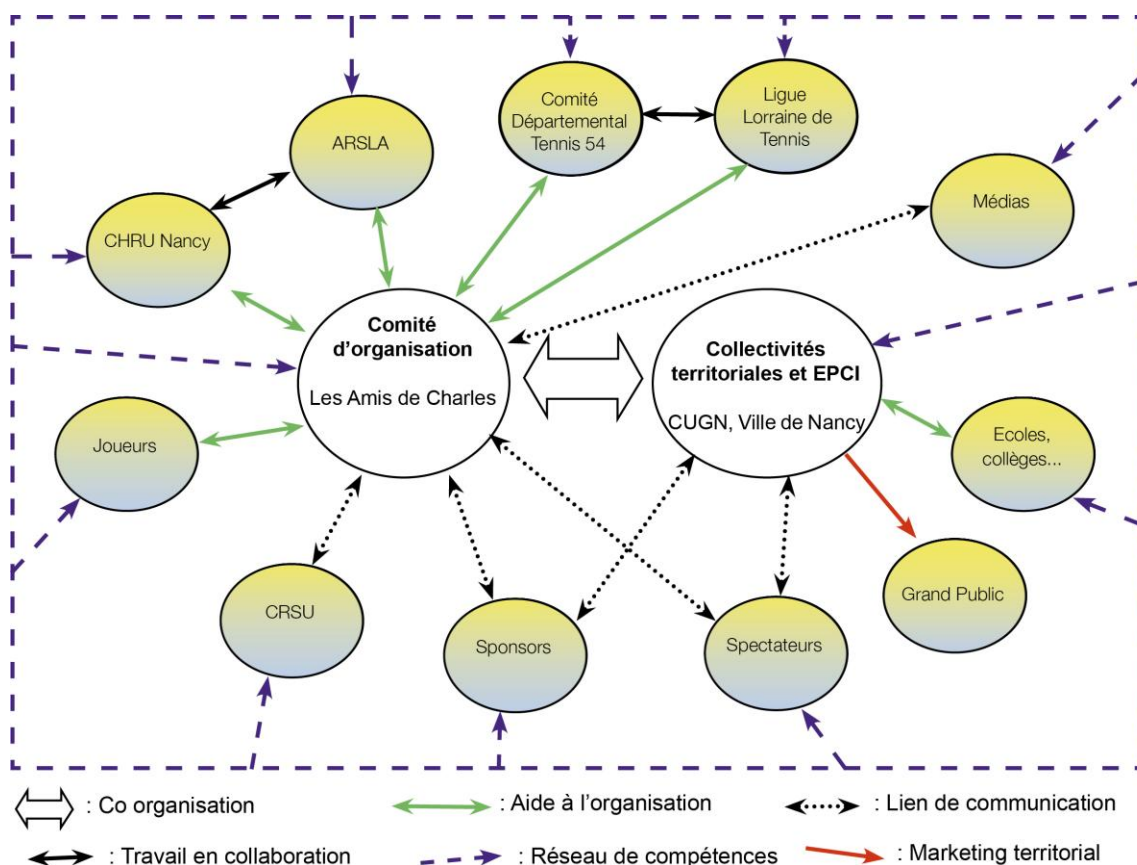 Comité
Départemental
Tennis 54
Ligue
Lorraine de
Tennis
ARSLA
Médias
CHRU Nancy
Comité
d'organisation
Les Amis de Charles
Collectivités
territoriales et EPCI
CUGN, Ville de Nancy
Joueurs
Ecoles,
collèges...
CRSU
Sponsors
Spectateurs
Grand Public
: Co organisation
: Aide à l'organisation
: Lien de communication
: Travail en collaboration
: Réseau de compétences
: Marketing territorial